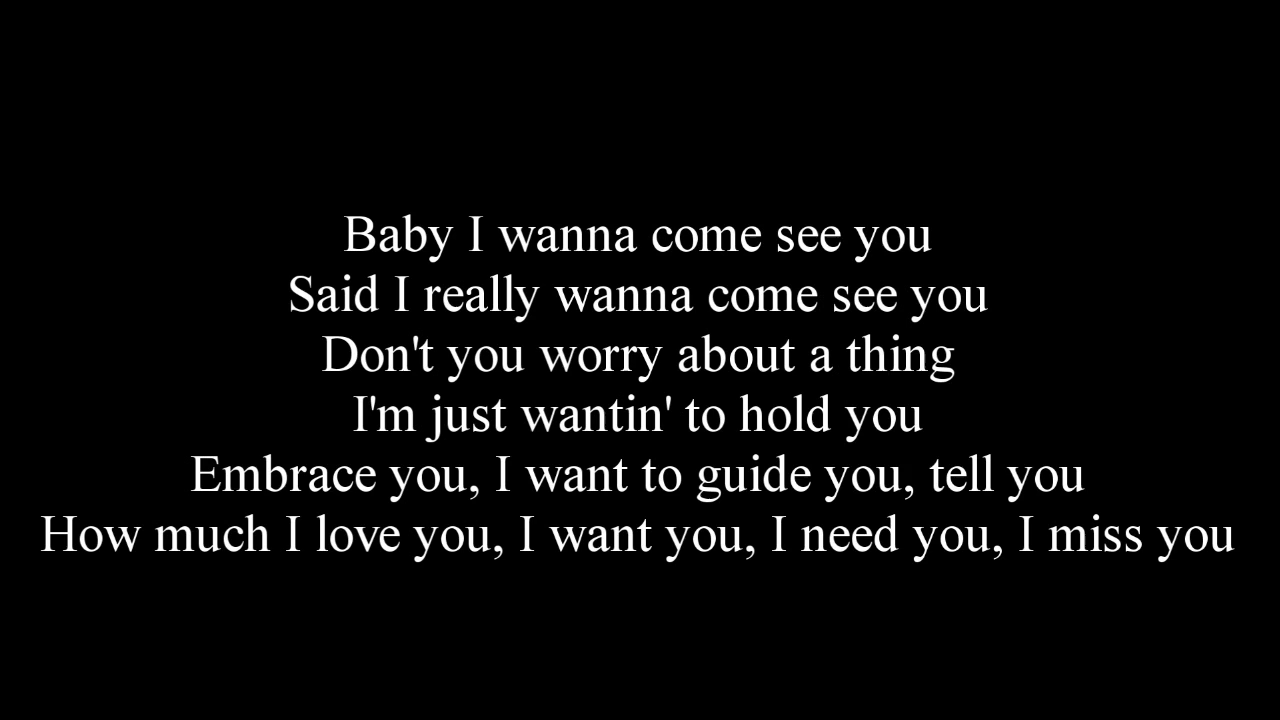 Baby I wanna come see you
Said I really wanna come see you
Don't you worry about a thing
I'm just wantin' to hold you
Embrace you, I want to guide you, tell you
How much I love you, I want you, I need you, I miss you